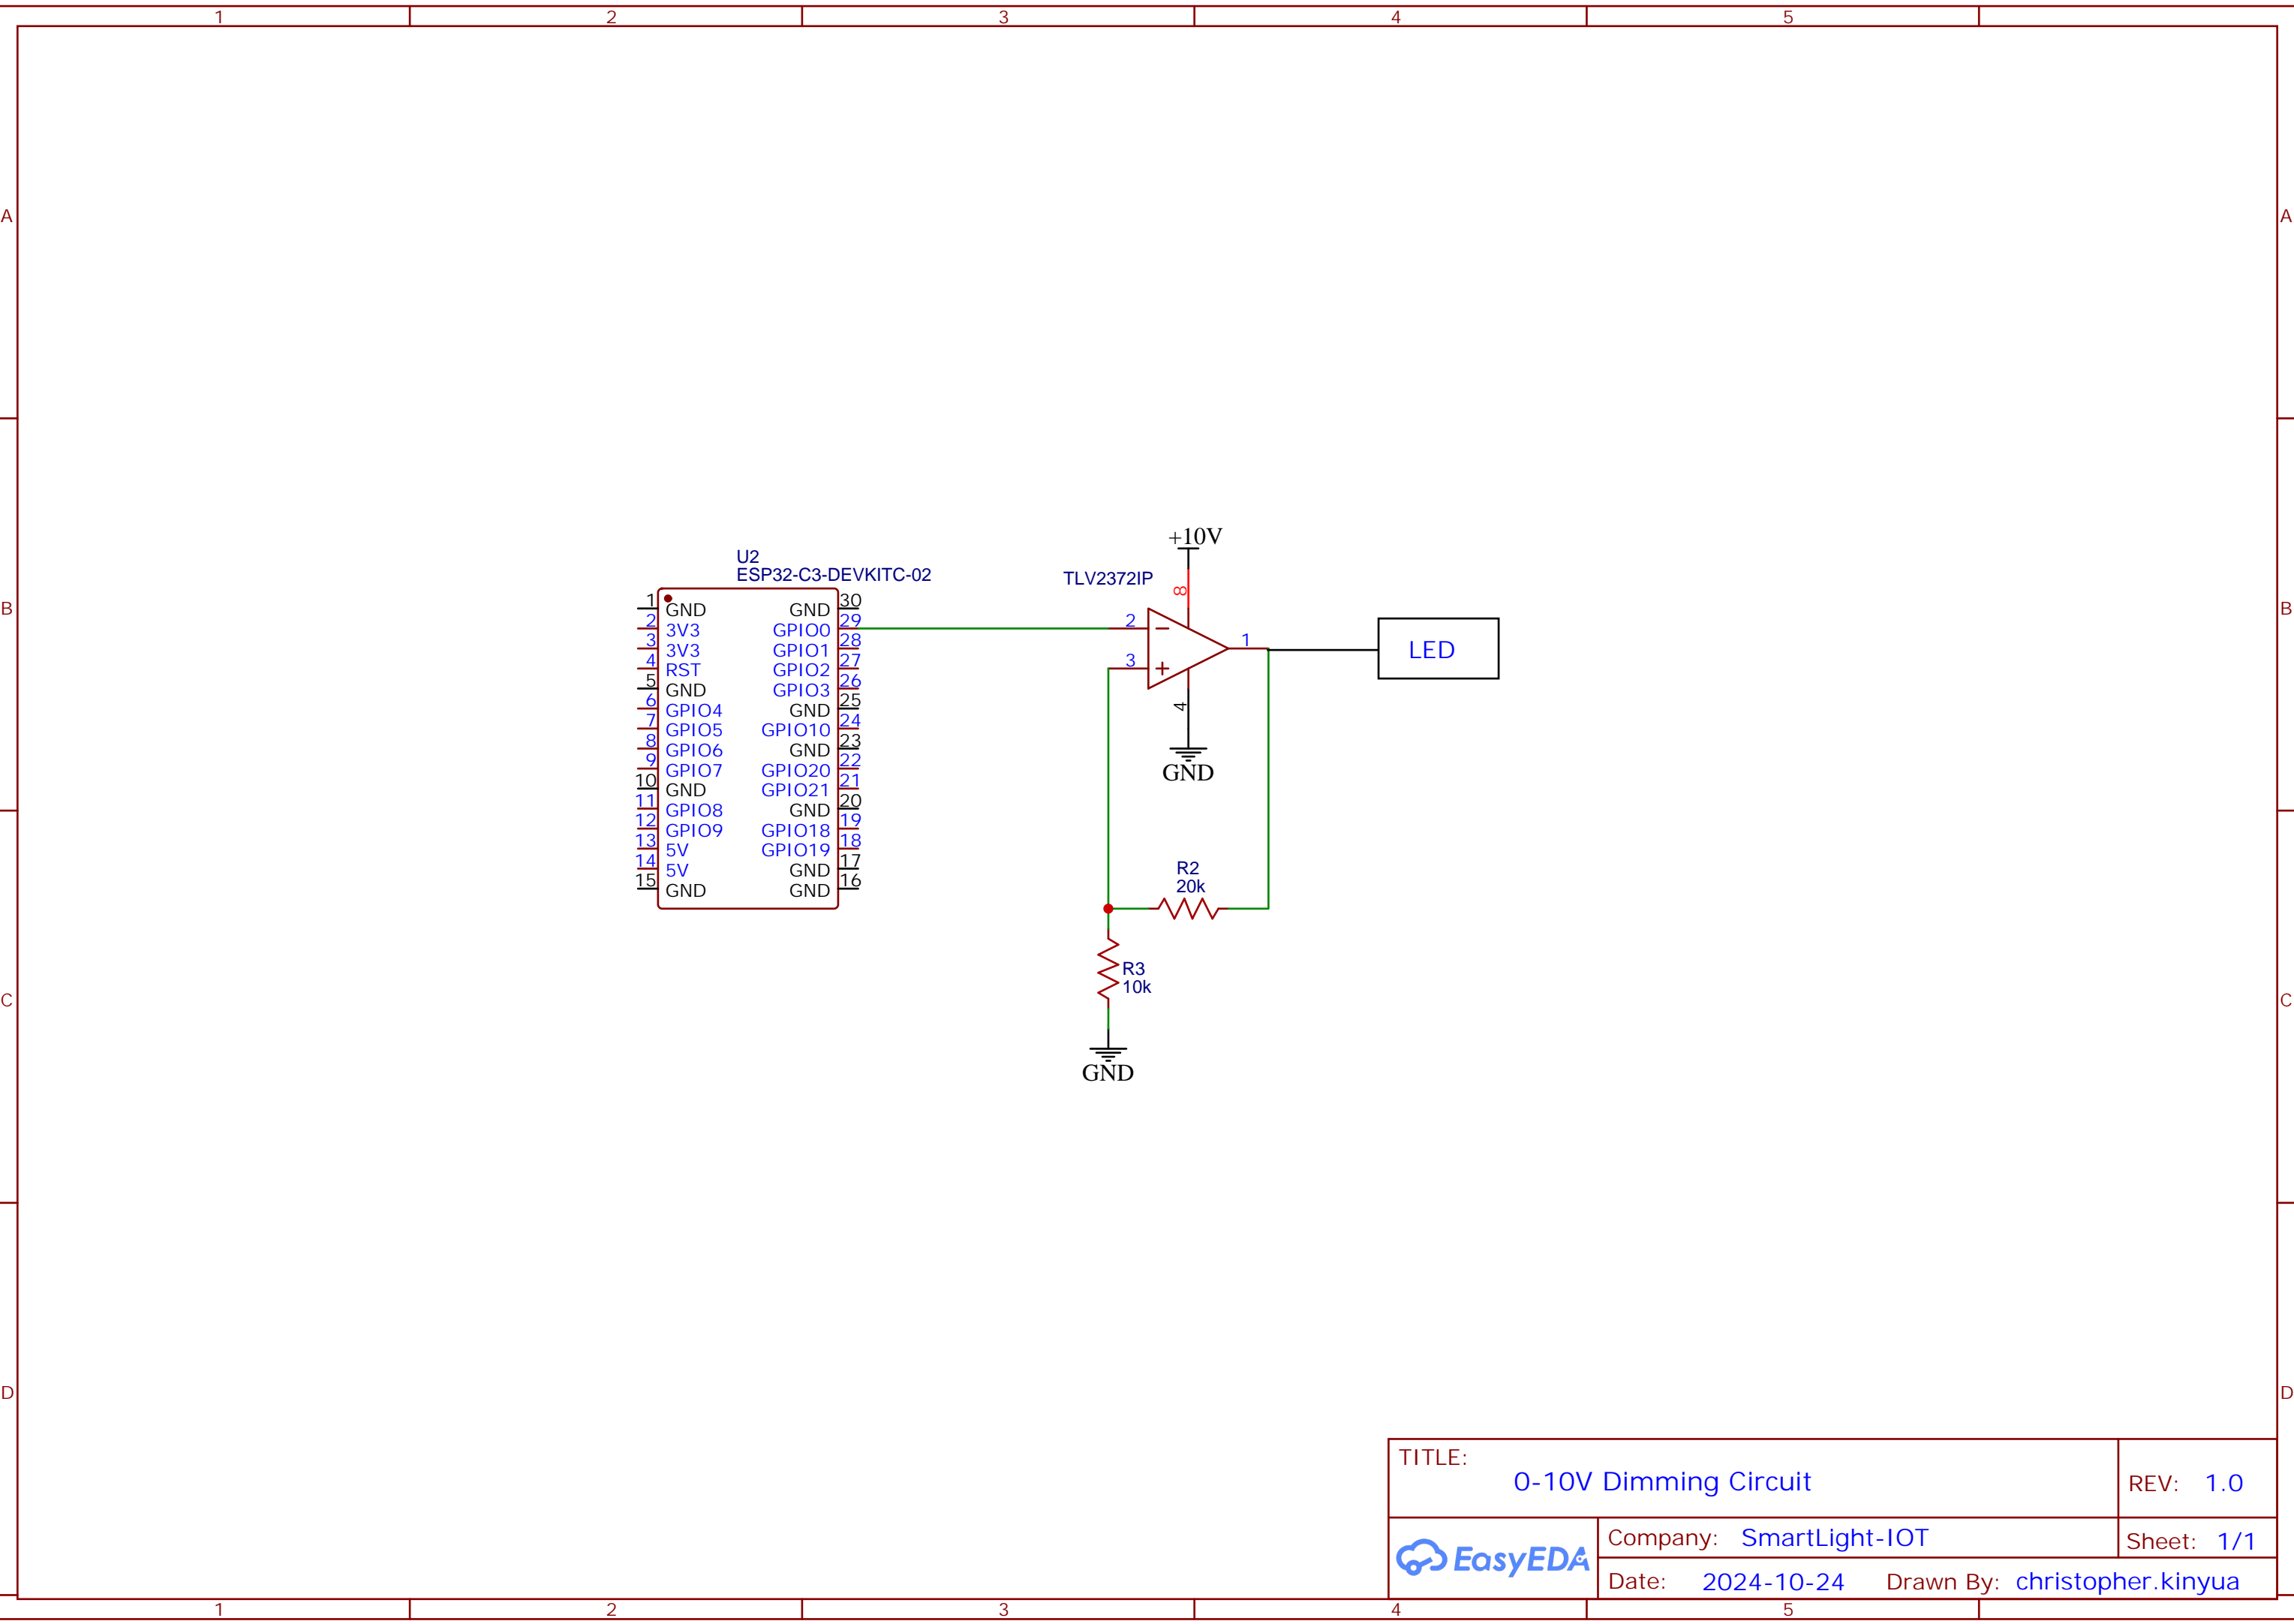 1 2 3 4 5
A A
B B
C C
D D
U2
ESP32-C3-DEVKITC-02
1 GND GND 30
2 3V3 GPIO0 29
3 3V3 GPIO1 28
4 RST GPIO2 27
5 GND GPIO3 26
6 GPIO4 GND 25
7 GPIO5 GPIO10 24
8 GPIO6 GND 23
9 GPIO7 GPIO20 22
10 GND GPIO21 21
11 GPIO8 GND 20
12 GPIO9 GPIO18 19
13 5V GPIO19 18
14 5V GND 17
15 GND GND 16
+10V
TLV2372IP
8
2
1
3
4
GND
LED
R2
20k
R3
10k
GND
TITLE:
0-10V Dimming Circuit
REV: 1.0
EasyEDA
Company: SmartLight-IOT
Sheet: 1/1
Date: 2024-10-24 Drawn By: christopher.kinyua
1 2 3 4 5